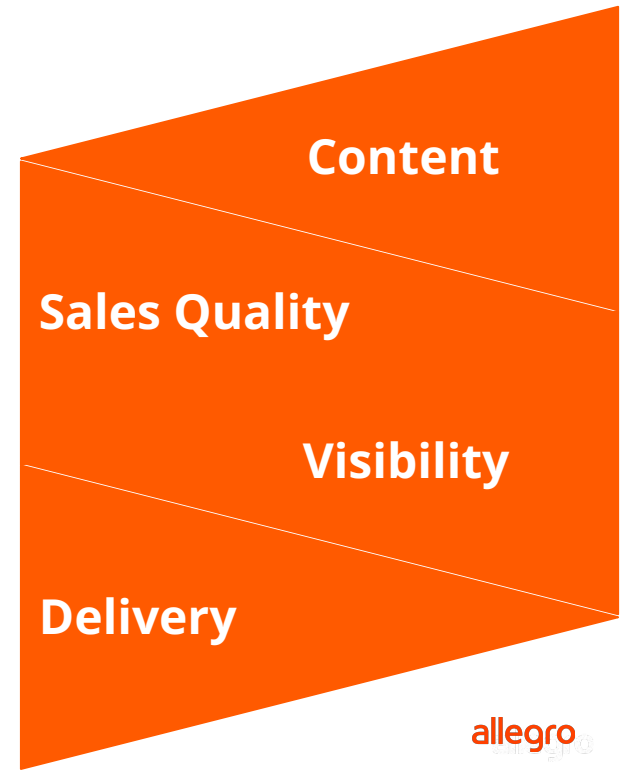 Content
Sales Quality
Visibility
Delivery
allegro